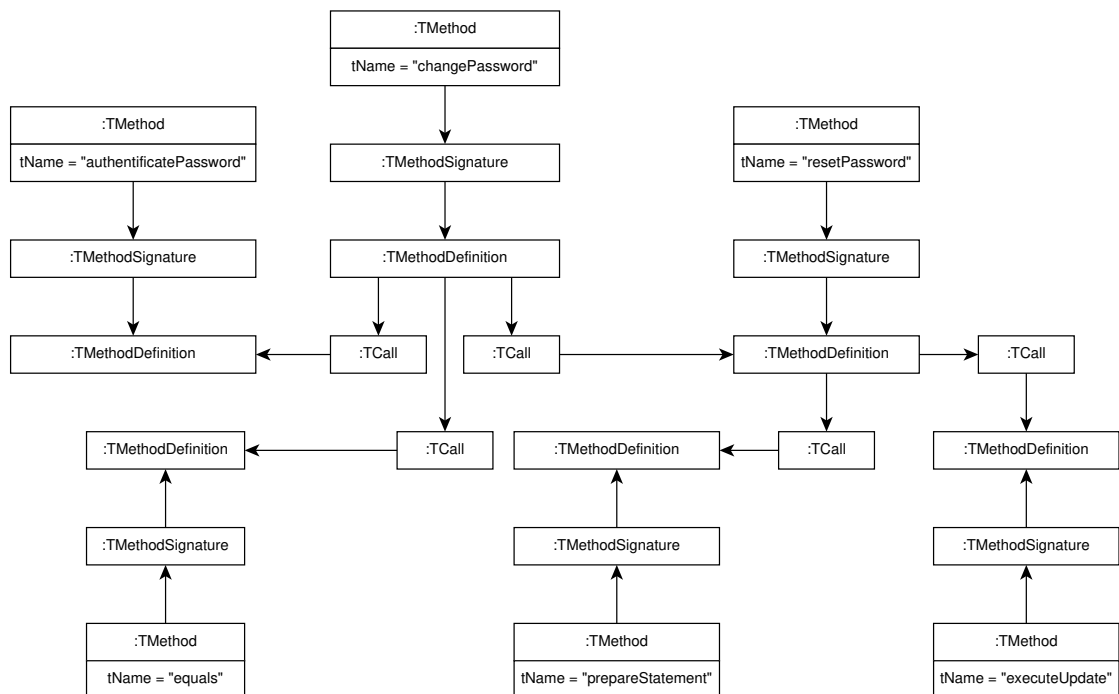 :TMethod
tName = "changePassword"
:TMethod
tName = "authentificatePassword"
:TMethod
tName = "resetPassword"
:TMethodSignature
:TMethodSignature
:TMethodDefinition
:TMethodSignature
:TMethodDefinition
:TCall
:TCall
:TMethodDefinition
:TCall
:TMethodDefinition
:TCall
:TMethodDefinition
:TCall
:TMethodDefinition
:TMethodSignature
:TMethodSignature
:TMethodSignature
:TMethod
tName = "equals"
:TMethod
tName = "prepareStatement"
:TMethod
tName = "executeUpdate"